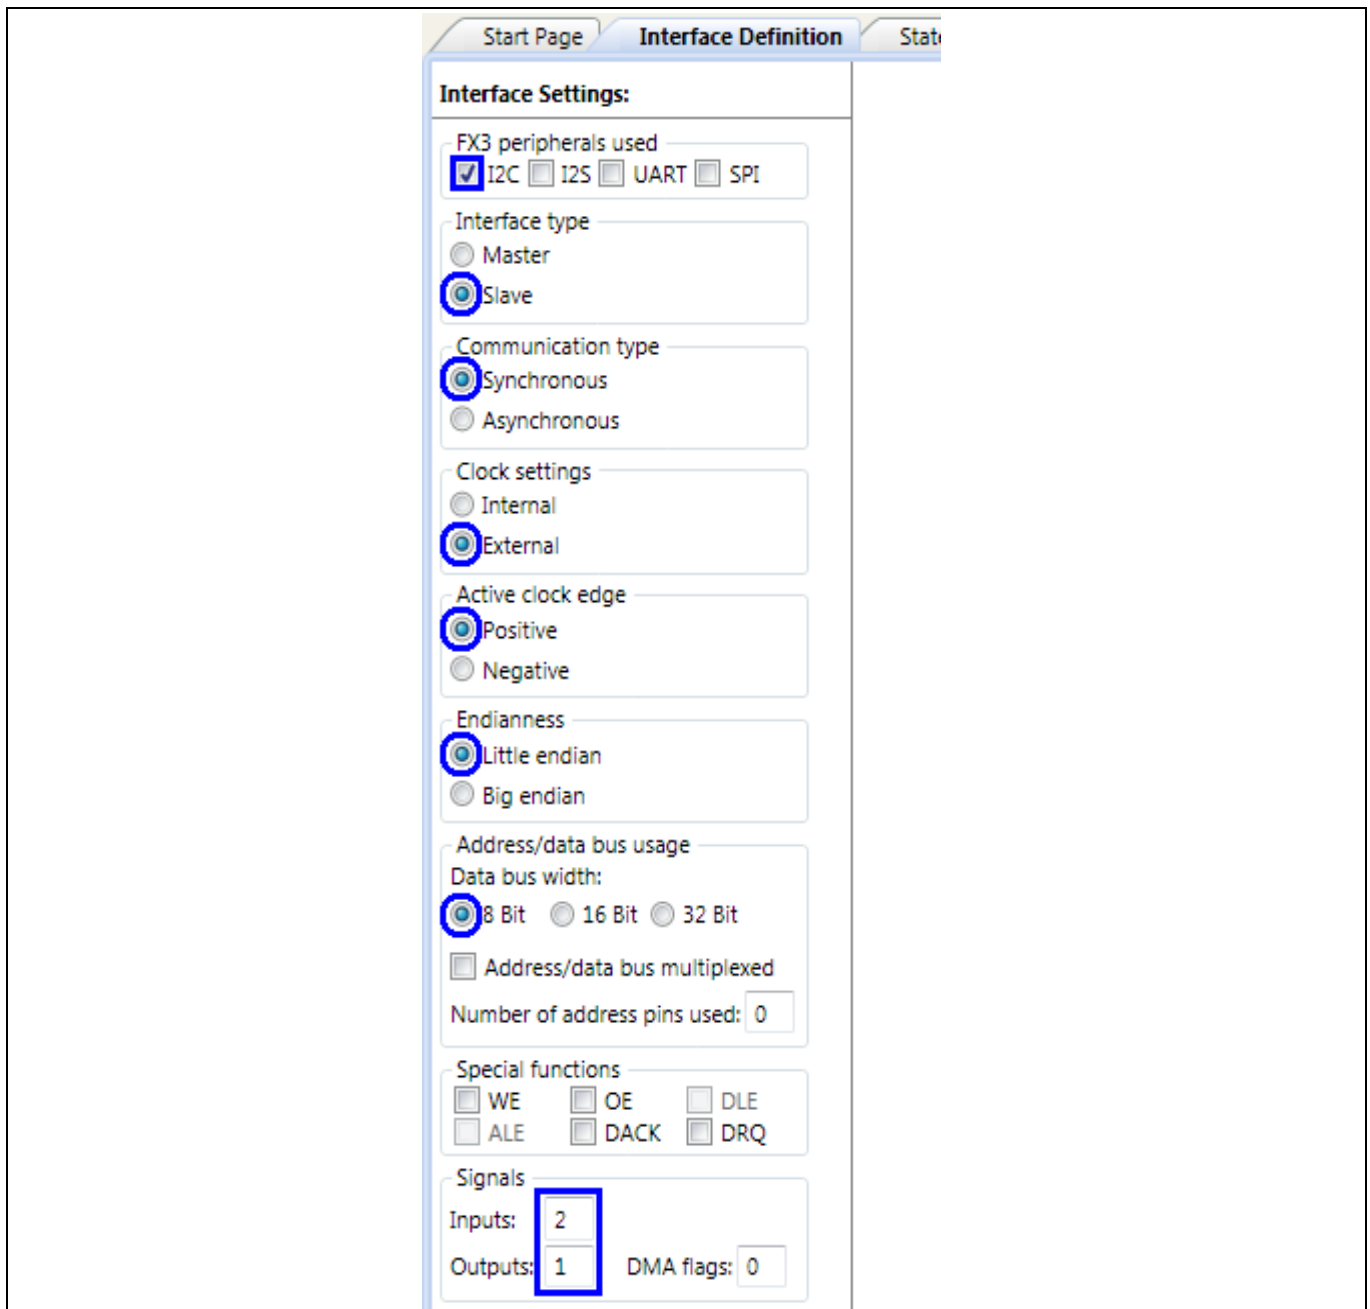 Start Page Interface Definition State
Interface Settings:
FX3 peripherals used
I2C I2S UART SPI
Interface type
Master
Slave
Communication type
Synchronous
Asynchronous
Clock settings
Internal
External
Active clock edge
Positive
Negative
Endianness
Little endian
Big endian
Address/data bus usage
Data bus width:
8 Bit 16 Bit 32 Bit
Address/data bus multiplexed
Number of address pins used: 0
Special functions
WE OE DLE
ALE DACK DRQ
Signals
Inputs: 2
Outputs: 1 DMA flags: 0